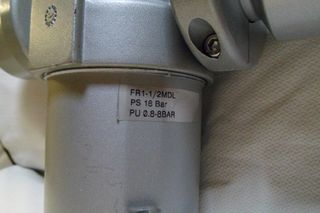 FR1-1/2MDL
PS 16 Bar
PU 0.8-8BAR